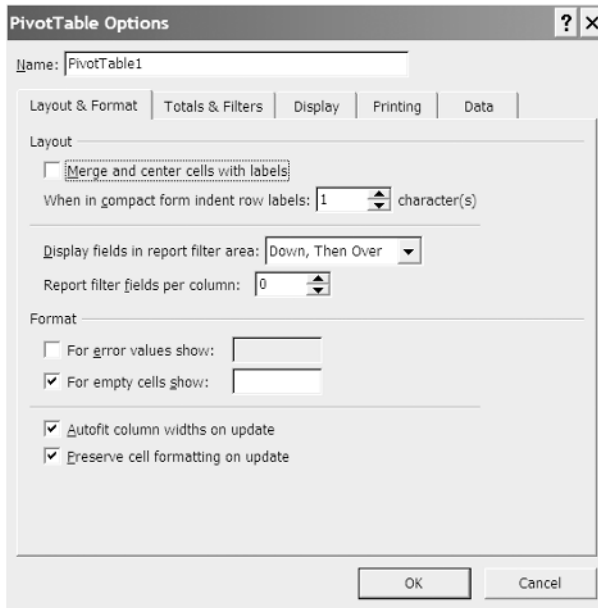 PivotTable Options ? ×
Name: PivotTable1
Layout & Format Totals & Filters Display Printing Data
Layout
Merge and center cells with labels
When in compact form indent row labels: 1 character(s)
Display fields in report filter area: Down, Then Over
Report filter fields per column: 0
Format
For error values show:
For empty cells show:
Autofit column widths on update
Preserve cell formatting on update
OK Cancel